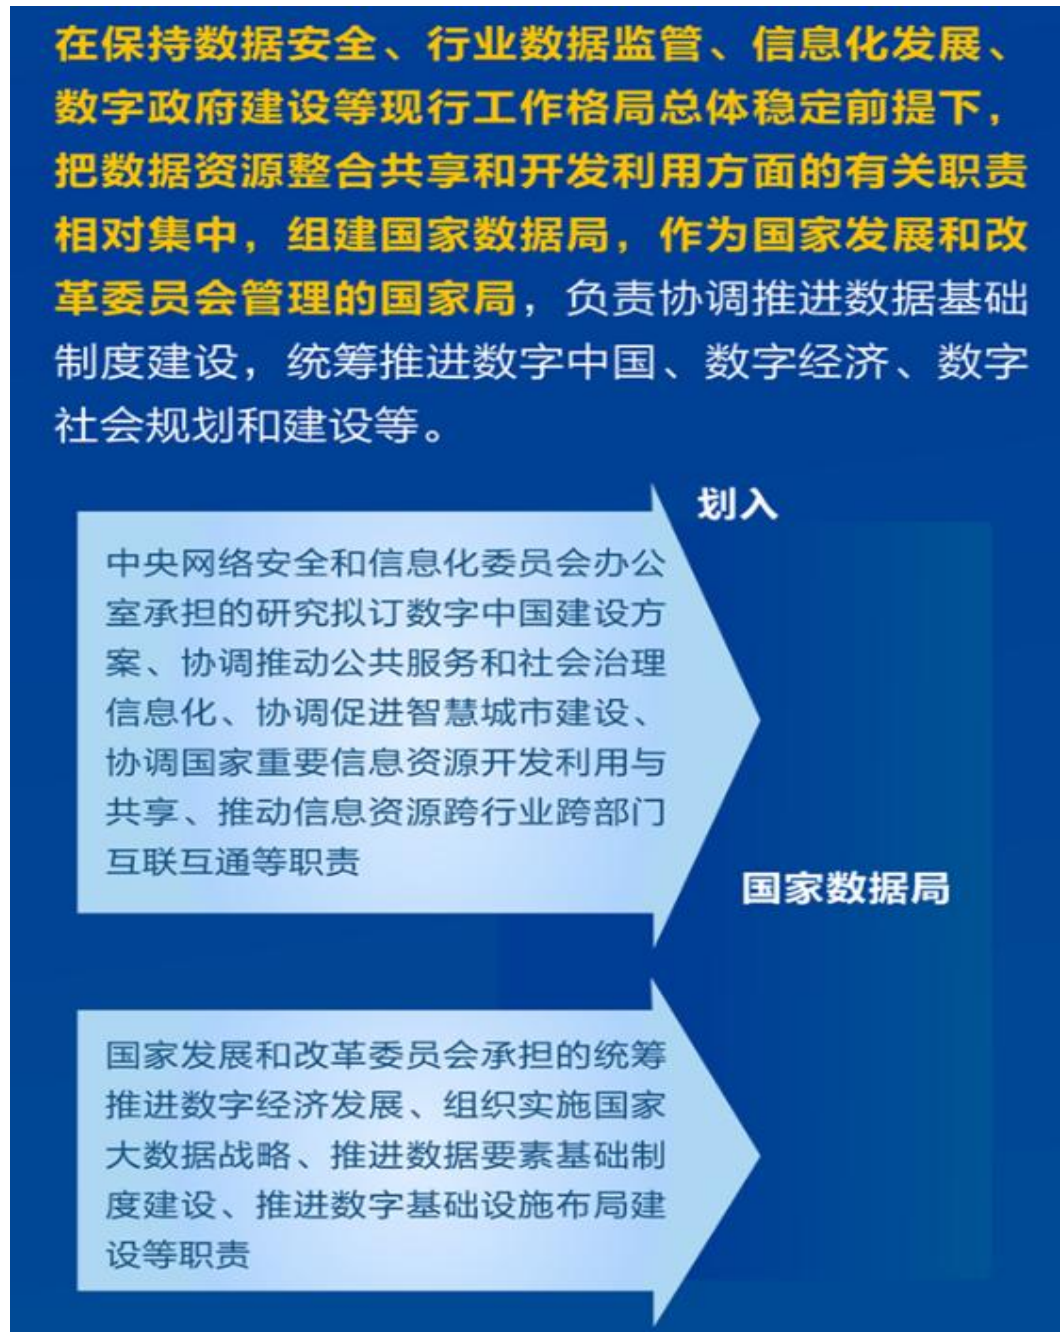 在保持数据安全、行业数据监管、信息化发展、
数字政府建设等现行工作格局总体稳定前提下，
把数据资源整合共享和开发利用方面的有关职责
相对集中，组建国家数据局，作为国家发展和改
革委员会管理的国家局，负责协调推进数据基础
制度建设，统筹推进数字中国、数字经济、数字
社会规划和建设等。
划入
中央网络安全和信息化委员会办公
室承担的研究拟订数字中国建设方
案、协调推动公共服务和社会治理
信息化、协调促进智慧城市建设、
协调国家重要信息资源开发利用与
共享、推动信息资源跨行业跨部门
互联互通等职责
国家数据局
国家发展和改革委员会承担的统筹
推进数字经济发展、组织实施国家
大数据战略、推进数据要素基础制
度建设、推进数字基础设施布局建
设等职责